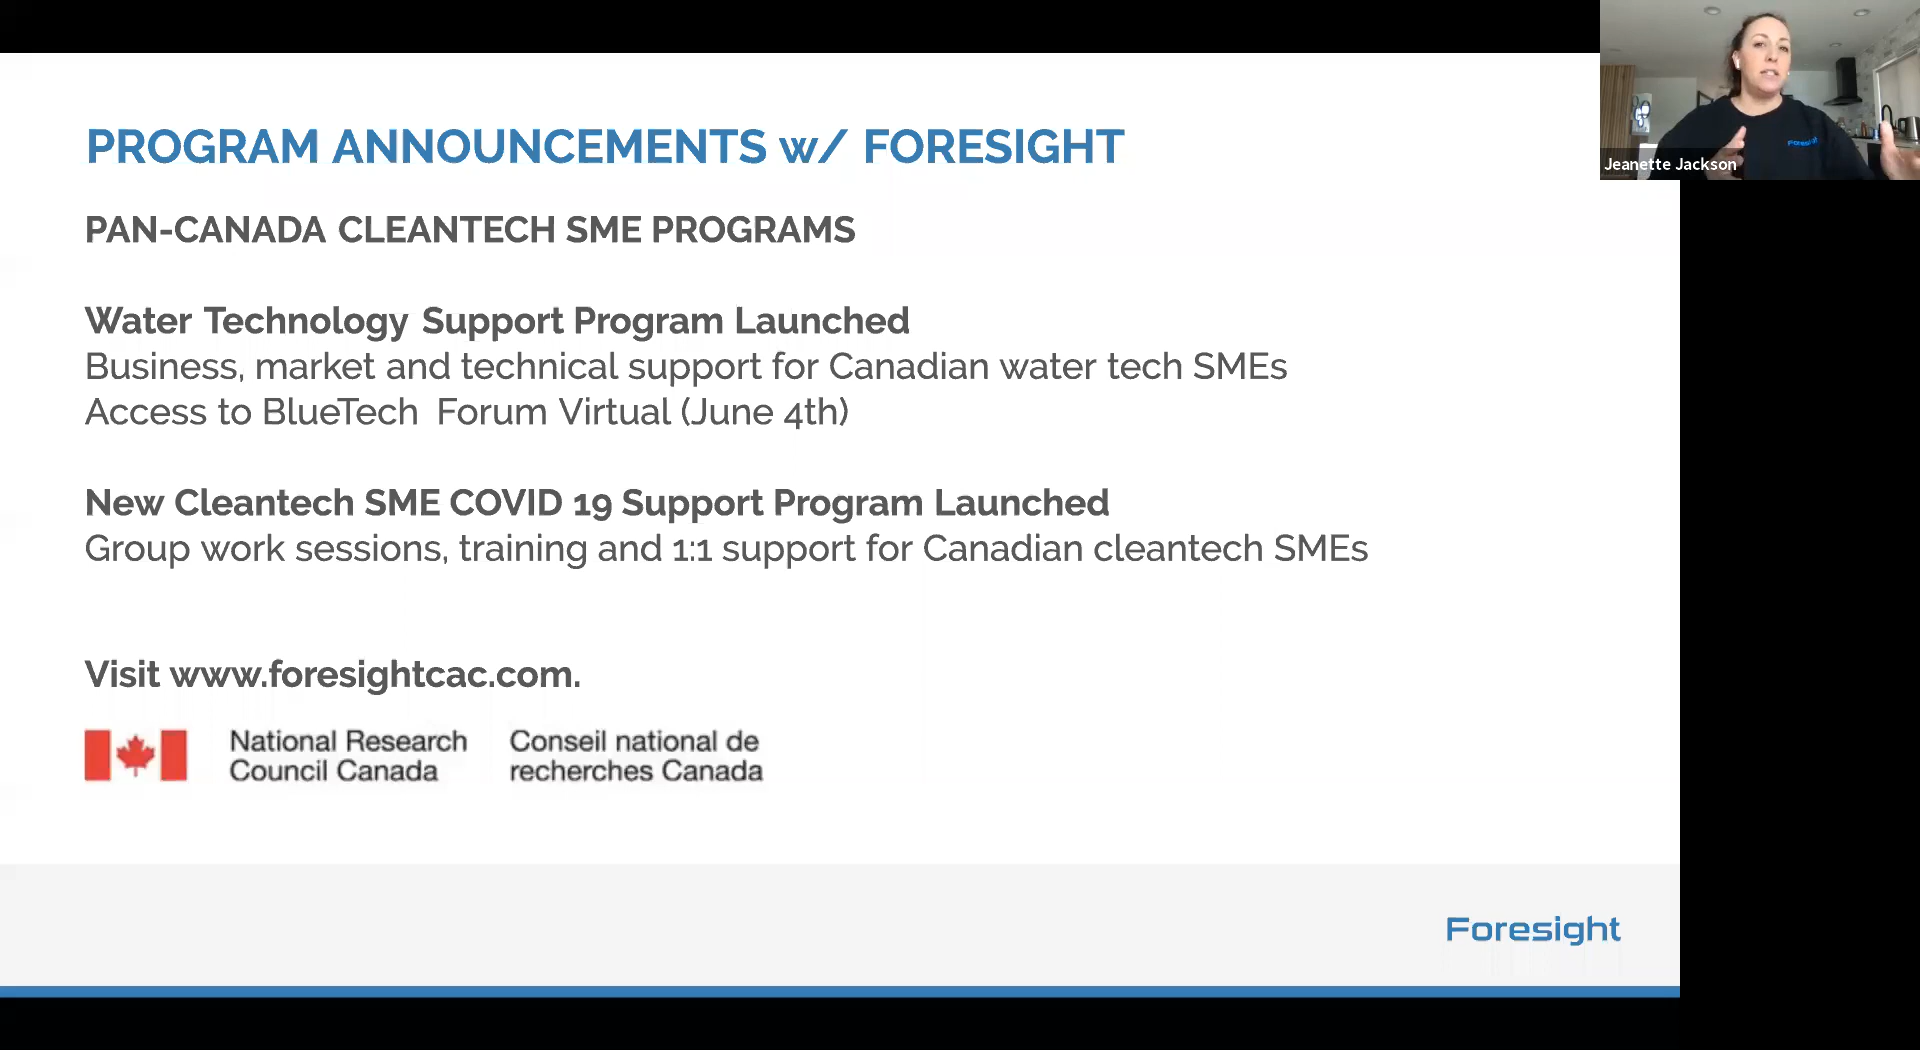 PROGRAM ANNOUNCEMENTS w/ FORESIGHT
PAN-CANADA CLEANTECH SME PROGRAMS
Water Technology Support Program Launched
Business, market and technical support for Canadian water tech SMEs
Access to BlueTech Forum Virtual (June 4th)
New Cleantech SME COVID 19 Support Program Launched
Group work sessions, training and 1:1 support for Canadian cleantech SMEs
Visit www.foresightcac.com.
National Research
Council Canada
Conseil national de
recherches Canada
Foresight
Jeanette Jackson
Foresight